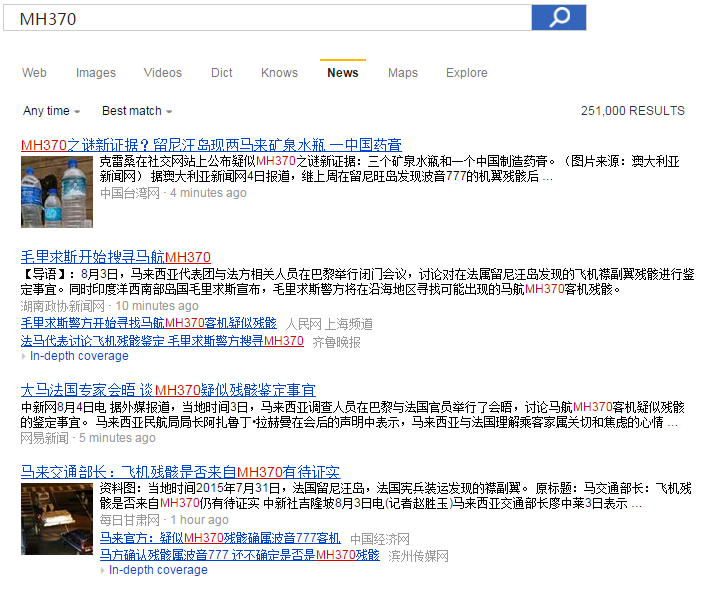 MH370
Web Images Videos Dict Knows News Maps Explore
Any time Best match 251,000 RESULTS
MH370之谜新证据？留尼汪岛现两马来矿泉水瓶 一中国药膏
克雷桑在社交网站上公布疑似MH370之谜新证据：三个矿泉水瓶和一个中国制造药膏。（图片来源：澳大利亚
新闻网） 据澳大利亚新闻网4日报道，继上周在留尼旺岛发现波音777的机翼残骸后 ...
中国台湾网 · 4 minutes ago
毛里求斯开始搜寻马航MH370
【导语】：8月3日，马来西亚代表团与法方相关人员在巴黎举行闭门会议，讨论对在法属留尼汪岛发现的飞机襟副翼残骸进行鉴
定事宜。同时印度洋西南部岛国毛里求斯宣布，毛里求斯警方将在沿海地区寻找可能出现的马航MH370客机残骸。
湖南政协新闻网 · 10 minutes ago
毛里求斯警方开始寻找马航MH370客机疑似残骸 人民网 上海频道
法马代表讨论飞机残骸鉴定 毛里求斯警方搜寻MH370 齐鲁晚报
In-depth coverage
大马法国专家会晤 谈MH370疑似残骸鉴定事宜
中新网8月4日电 据外媒报道，当地时间3日，马来西亚调查人员在巴黎与法国官员举行了会晤，讨论马航MH370客机疑似残骸
的鉴定事宜。 马来西亚民航局局长阿扎鲁丁•拉赫曼在会后的声明中表示，马来西亚与法国理解乘客家属关切和焦虑的心情 ...
网易新闻 · 5 minutes ago
马来交通部长：飞机残骸是否来自MH370有待证实
资料图：当地时间2015年7月31日，法国留尼汪岛，法国宪兵装运发现的襟副翼。 原标题：马交通部长：飞机残
骸是否来自MH370仍有待证实 中新社吉隆坡8月3日电(记者赵胜玉)马来西亚交通部长廖中莱3日表示 ...
每日甘肃网 · 1 hour ago
马来官方：疑似MH370残骸确属波音777客机 中国经济网
马方确认残骸属波音777 还不确定是否是MH370残骸 滨州传媒网
In-depth coverage